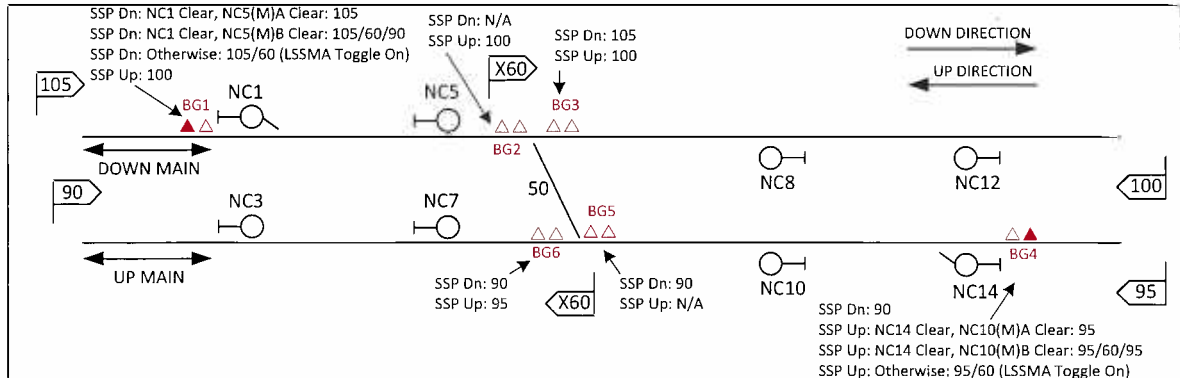 SSP Dn: NC1 Clear, NC5(M)A Clear: 105
SSP Dn: NC1 Clear, NC5(M)B Clear: 105/60/90
SSP Dn: Otherwise: 105/60 (LSSMA Toggle On)
SSP Up: 100
SSP Dn: N/A
SSP Up: 100
SSP Dn: 105
SSP Up: 100
DOWN DIRECTION
UP DIRECTION
105
X60
BG1
NC1
NC5
BG3
BG2
DOWN MAIN
NC8
NC12
100
90
NC3
NC7
50
BG5
BG6
BG4
UP MAIN
NC10
NC14
95
SSP Dn: 90
SSP Up: 95
X60
SSP Dn: 90
SSP Up: N/A
SSP Dn: 90
SSP Up: NC14 Clear, NC10(M)A Clear: 95
SSP Up: NC14 Clear, NC10(M)B Clear: 95/60/95
SSP Up: Otherwise: 95/60 (LSSMA Toggle On)